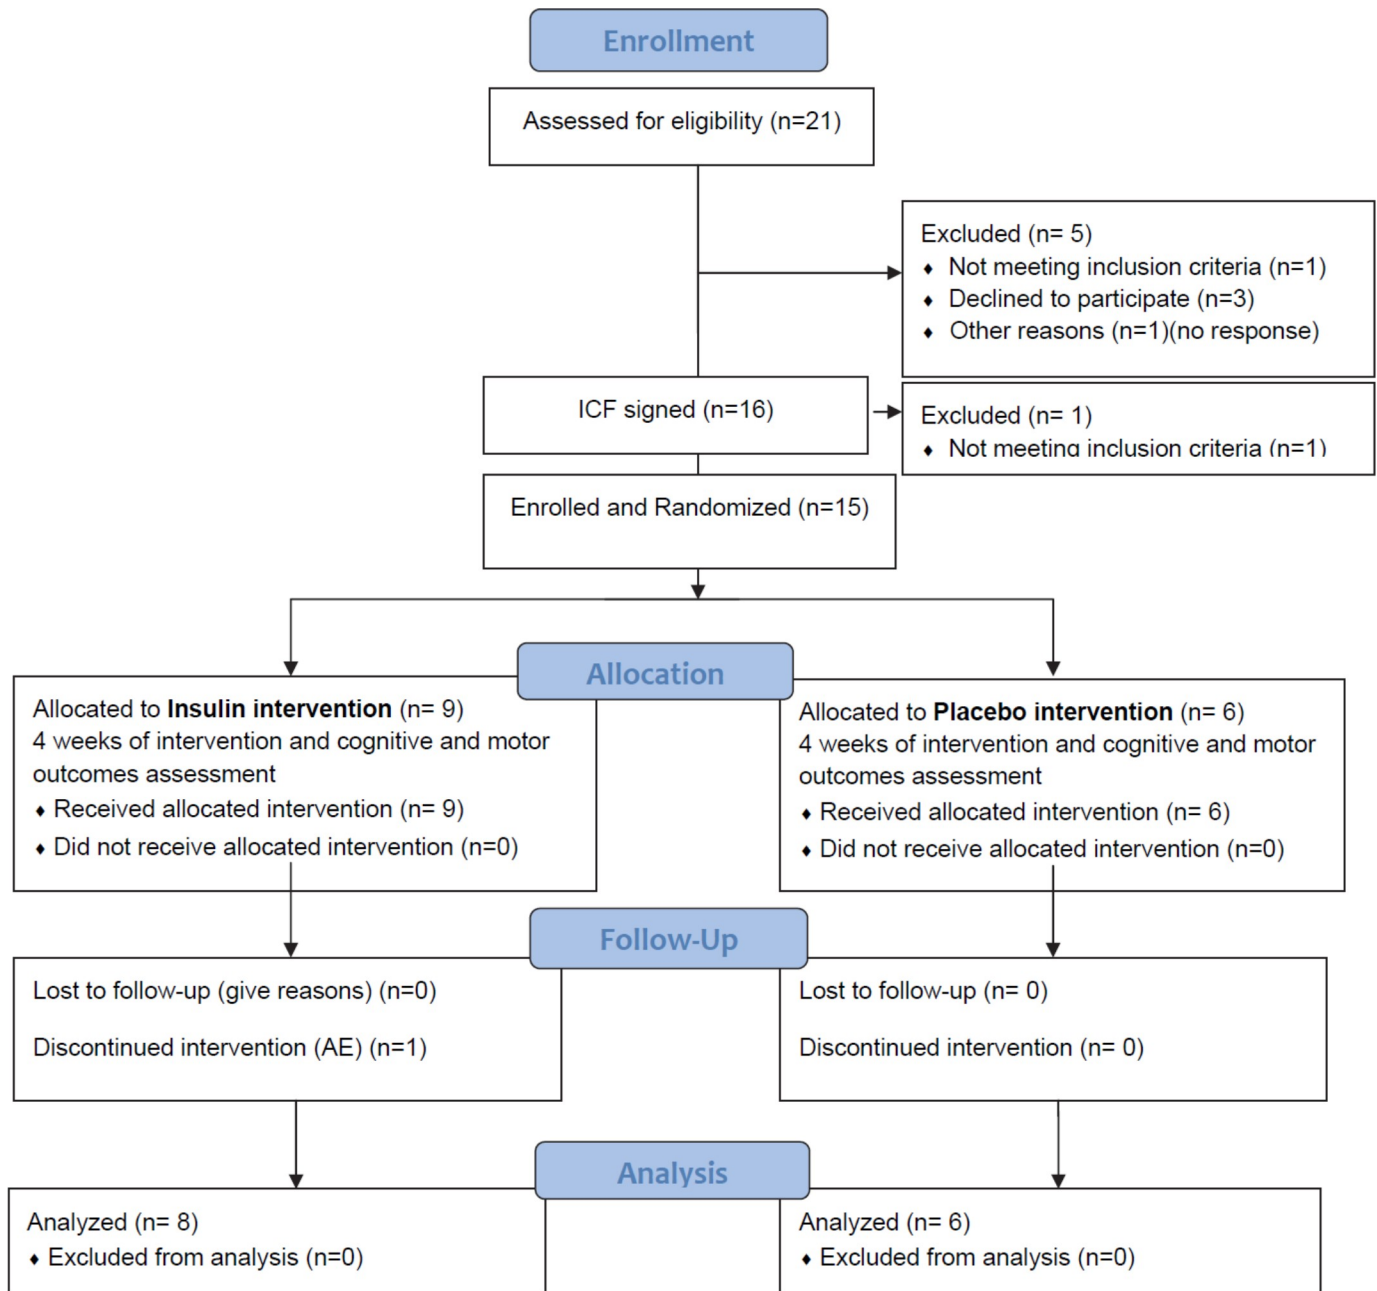 Enrollment
Assessed for eligibility (n=21)
Excluded (n= 5)
♦ Not meeting inclusion criteria (n=1)
♦ Declined to participate (n=3)
♦ Other reasons (n=1)(no response)
ICF signed (n=16)
Excluded (n= 1)
♦ Not meeting inclusion criteria (n=1)
Enrolled and Randomized (n=15)
Allocation
Allocated to Insulin intervention (n= 9)
4 weeks of intervention and cognitive and motor
outcomes assessment
♦ Received allocated intervention (n= 9)
♦ Did not receive allocated intervention (n=0)
Allocated to Placebo intervention (n= 6)
4 weeks of intervention and cognitive and motor
outcomes assessment
♦ Received allocated intervention (n= 6)
♦ Did not receive allocated intervention (n=0)
Follow-Up
Lost to follow-up (give reasons) (n=0)
Discontinued intervention (AE) (n=1)
Lost to follow-up (n= 0)
Discontinued intervention (n= 0)
Analysis
Analyzed (n= 8)
♦ Excluded from analysis (n=0)
Analyzed (n= 6)
♦ Excluded from analysis (n=0)